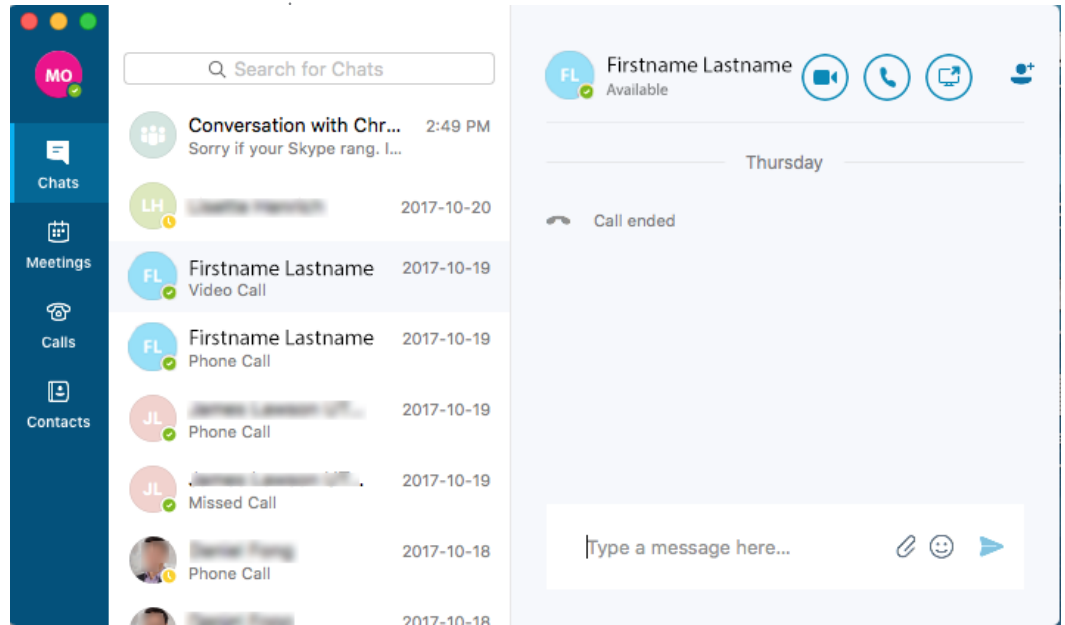 MO
Chats
Meetings
Calls
Contacts
Search for Chats
Conversation with Chr... 2:49 PM
Sorry if your Skype rang. I...
LH
2017-10-20
FL
Firstname Lastname 2017-10-19
Video Call
FL
Firstname Lastname 2017-10-19
Phone Call
JL
2017-10-19
Phone Call
JL
2017-10-19
Missed Call
2017-10-18
Phone Call
2017-10-18
FL
Firstname Lastname
Available
Thursday
Call ended
Type a message here...